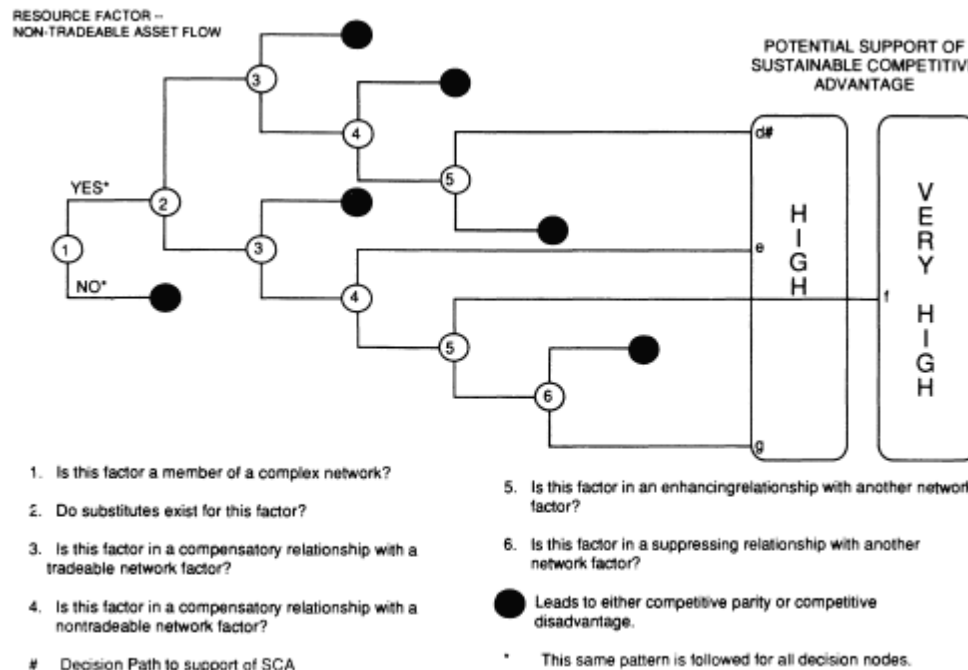 RESOURCE FACTOR --
NON-TRADEABLE ASSET FLOW
POTENTIAL SUPPORT OF
SUSTAINABLE COMPETITIV
ADVANTAGE
3
4
d#
5
YES*
2
HIGH
VERY HIGH
1
3
e
NO*
4
f
5
6
g
1. Is this factor a member of a complex network?
2. Do substitutes exist for this factor?
3. Is this factor in a compensatory relationship with a
tradeable network factor?
4. Is this factor in a compensatory relationship with a
nontradeable network factor?
# Decision Path to support of SCA
5. Is this factor in an enhancingrelationship with another network
factor?
6. Is this factor in a suppressing relationship with another
network factor?
Leads to either competitive parity or competitive
disadvantage.
* This same pattern is followed for all decision nodes.